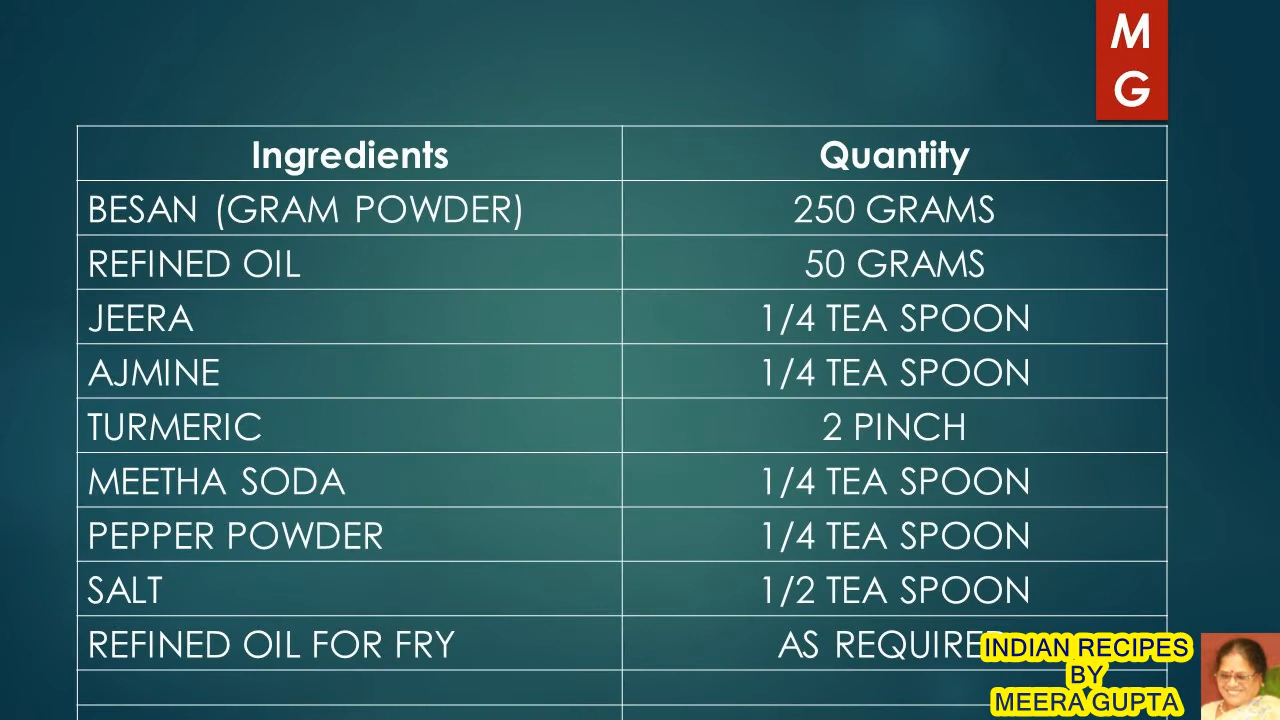 M
G
Ingredients Quantity
BESAN (GRAM POWDER) 250 GRAMS
REFINED OIL 50 GRAMS
JEERA 1/4 TEA SPOON
AJMINE 1/4 TEA SPOON
TURMERIC 2 PINCH
MEETHA SODA 1/4 TEA SPOON
PEPPER POWDER 1/4 TEA SPOON
SALT 1/2 TEA SPOON
REFINED OIL FOR FRY AS REQUIRED
INDIAN RECIPES
BY
MEERA GUPTA